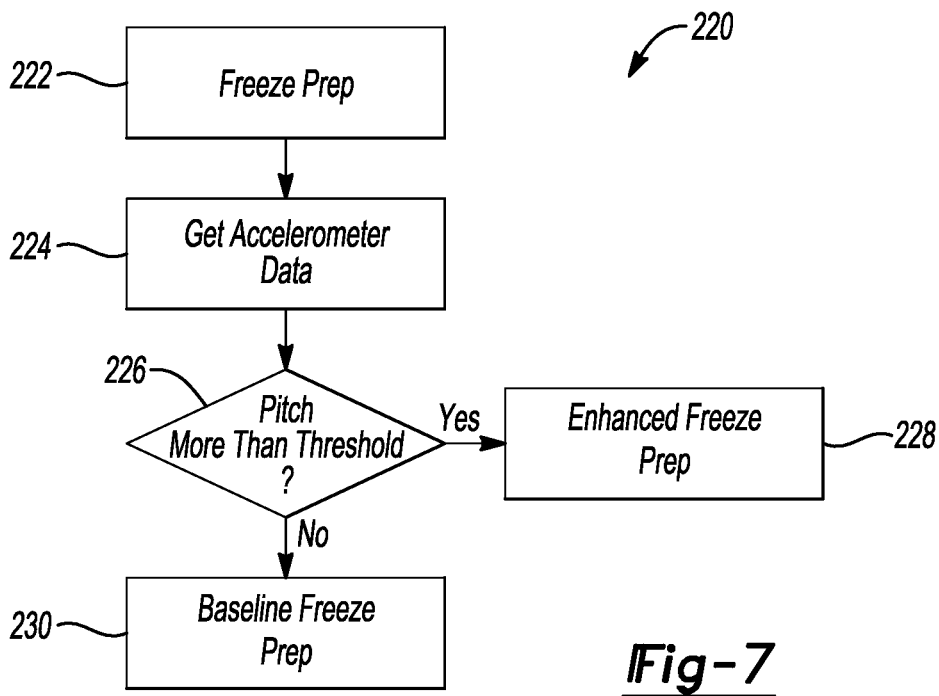 220
222
Freeze Prep
224
Get Accelerometer
Data
226
Pitch
More Than Threshold
?
Yes
Enhanced Freeze
Prep
228
No
230
Baseline Freeze
Prep
Fig-7